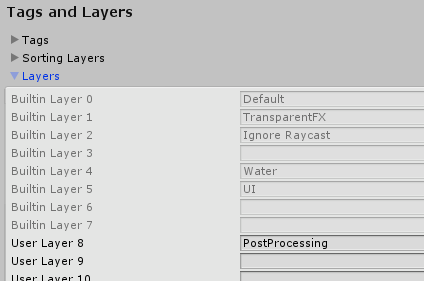 Tags and Layers
Tags
Sorting Layers
Layers
Builtin Layer 0 Default
Builtin Layer 1 TransparentFX
Builtin Layer 2 Ignore Raycast
Builtin Layer 3
Builtin Layer 4 Water
Builtin Layer 5 UI
Builtin Layer 6
Builtin Layer 7
User Layer 8 PostProcessing
User Layer 9
User Layer 10